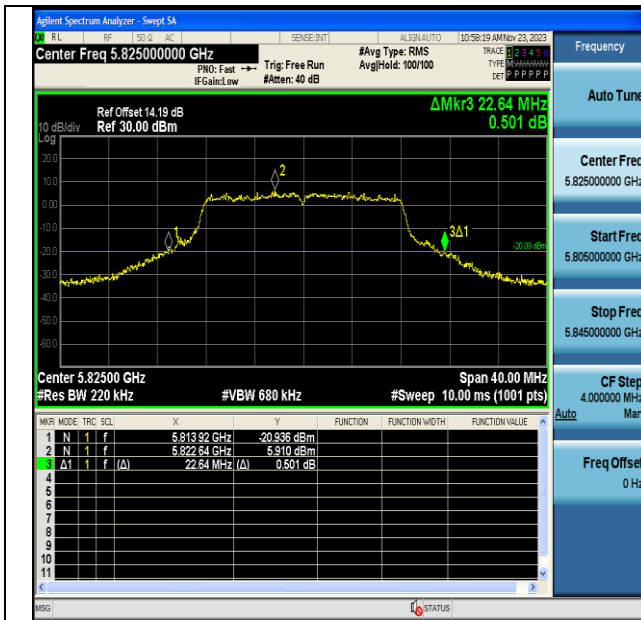 Agilent Spectrum Analyzer - Swept SA
RL RF 50 Ω AC SENSE:INT ALIGN AUTO 10:58:19 AM Nov 23, 2023
Center Freq 5.825000000 GHz #Avg Type: RMS TRACE 1 2 3 4 5 6
PNO: Fast Trig: Free Run Avg|Hold: 100/100 TYPE M
IFGain:Low #Atten: 40 dB DET P P P P P P
Ref Offset 14.19 dB ΔMkr3 22.64 MHz
10 dB/div Ref 30.00 dBm 0.501 dB
Log
20.0
10.0
0.00
-10.0
-20.0
-30.0
-40.0
-50.0
-60.0
1
2
3Δ1
-20.09 dBm
Center 5.82500 GHz Span 40.00 MHz
#Res BW 220 kHz #VBW 680 kHz #Sweep 10.00 ms (1001 pts)
MKR MODE TRC SCL X Y FUNCTION FUNCTION WIDTH FUNCTION VALUE
1 N 1 f 5.813 92 GHz -20.936 dBm
2 N 1 f 5.822 64 GHz 5.910 dBm
3 Δ1 1 f (Δ) 22.64 MHz (Δ) 0.501 dB
4
5
6
7
8
9
10
11
MSG STATUS
Frequency
Auto Tune
Center Freq
5.825000000 GHz
Start Freq
5.805000000 GHz
Stop Freq
5.845000000 GHz
CF Step
4.000000 MHz
Auto Man
Freq Offset
0 Hz